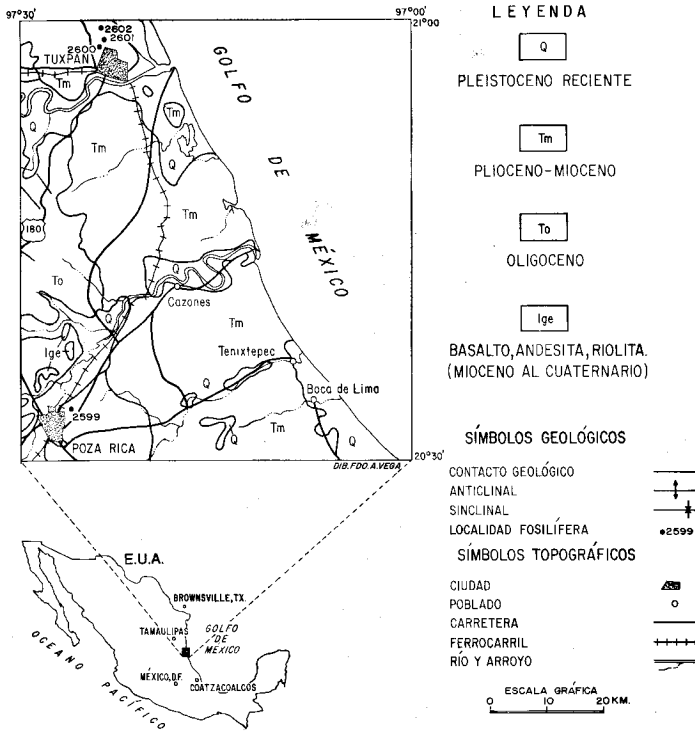 97°30'
97°00'
21°00'
2602
2601
2600
TUXPAN
Tm
Q
Tm
Tm
Q
Q
180
Tm
To
Q
Cazones
Q
Tm
Ige
Tenixtepec
Q
Boca de Lima
2599
POZA RICA
Q
Tm
Q
20°30'
DIB. FDO. A. VEGA.
GOLFO
DE
MÉXICO
E.U.A.
BROWNSVILLE, TX.
TAMAULIPAS
GOLFO
DE
MEXICO
MÉXICO, D.F.
COATZACOALCOS
OCEANO
PACÍFICO
LEYENDA
Q
PLEISTOCENO RECIENTE
Tm
PLIOCENO-MIOCENO
To
OLIGOCENO
Ige
BASALTO, ANDESITA, RIOLITA.
(MIOCENO AL CUATERNARIO)
SÍMBOLOS GEOLÓGICOS
CONTACTO GEOLÓGICO
ANTICLINAL
SINCLINAL
LOCALIDAD FOSILÍFERA
2599
SÍMBOLOS TOPOGRÁFICOS
CIUDAD
POBLADO
CARRETERA
FERROCARRIL
RÍO Y ARROYO
ESCALA GRÁFICA
0 10 20 KM.